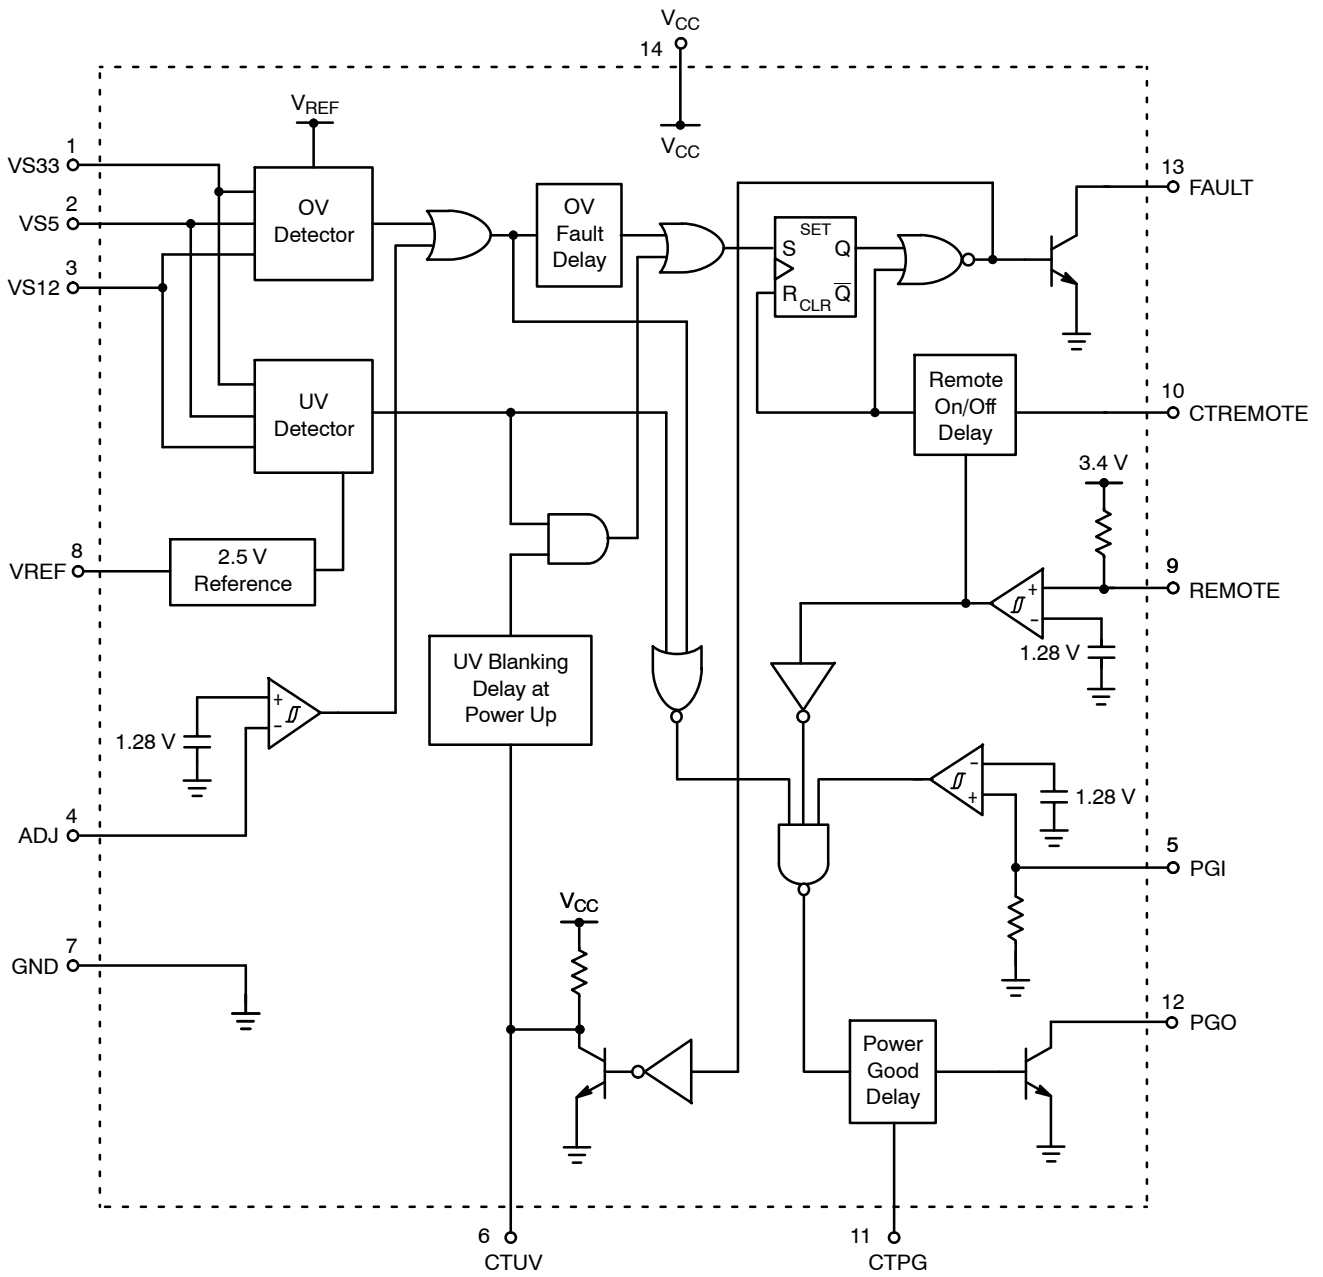 VCC
14
VCC
VREF
1
VS33
2
VS5
3
VS12
OV
Detector
OV
Fault
Delay
SET
S
Q
R
CLR
Q̅
13
FAULT
UV
Detector
Remote
On/Off
Delay
10
CTREMOTE
3.4 V
8
VREF
2.5 V
Reference
9
REMOTE
+
−
1.28 V
UV Blanking
Delay at
Power Up
+
−
1.28 V
−
+
1.28 V
4
ADJ
5
PGI
VCC
7
GND
12
PGO
Power
Good
Delay
6
CTUV
11
CTPG